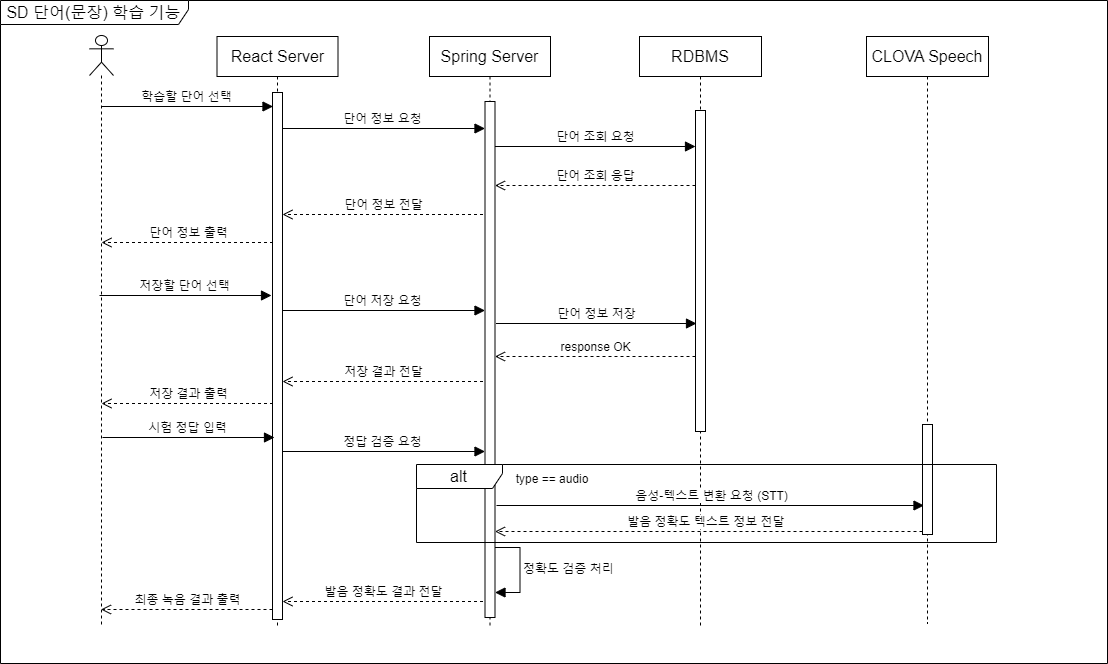 SD 단어(문장) 학습 기능
React Server
Spring Server
RDBMS
CLOVA Speech
학습할 단어 선택
단어 정보 요청
단어 조회 요청
단어 조회 응답
단어 정보 전달
단어 정보 출력
저장할 단어 선택
단어 저장 요청
단어 정보 저장
response OK
저장 결과 전달
저장 결과 출력
시험 정답 입력
정답 검증 요청
alt
type == audio
음성-텍스트 변환 요청 (STT)
발음 정확도 텍스트 정보 전달
정확도 검증 처리
발음 정확도 결과 전달
최종 녹음 결과 출력